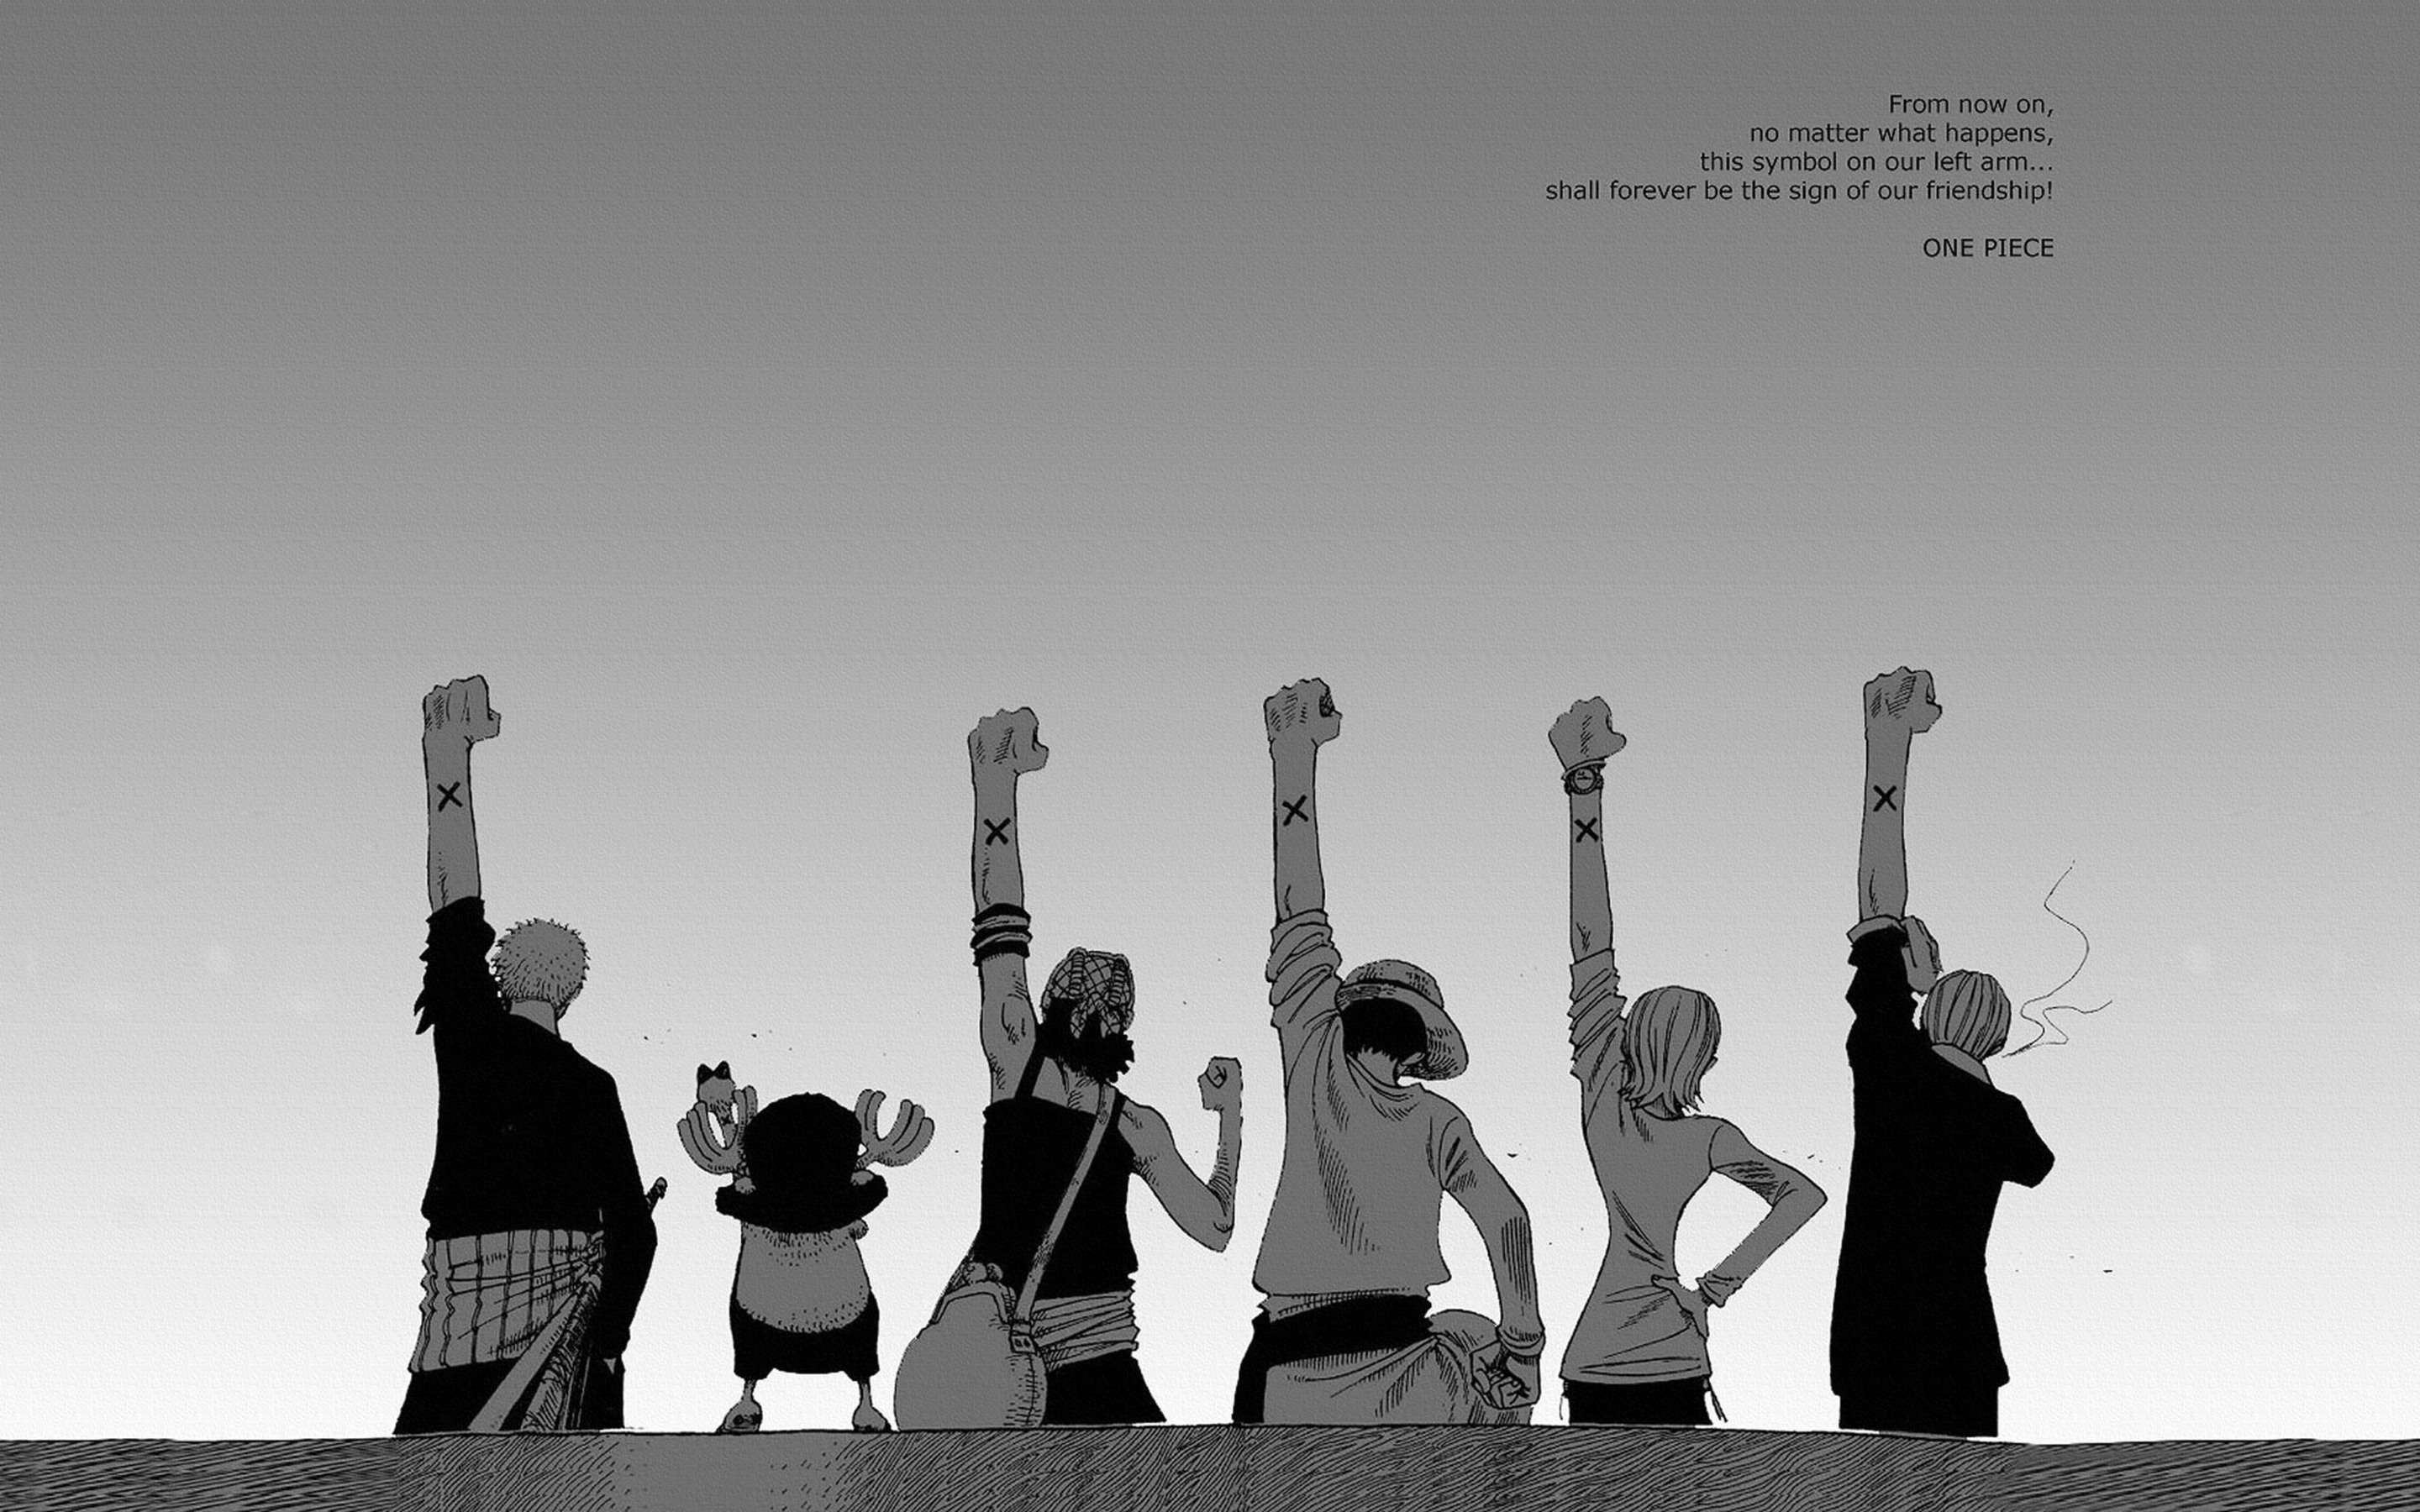 From now on,
no matter what happens,
this symbol on our left arm...
shall forever be the sign of our friendship!
ONE PIECE